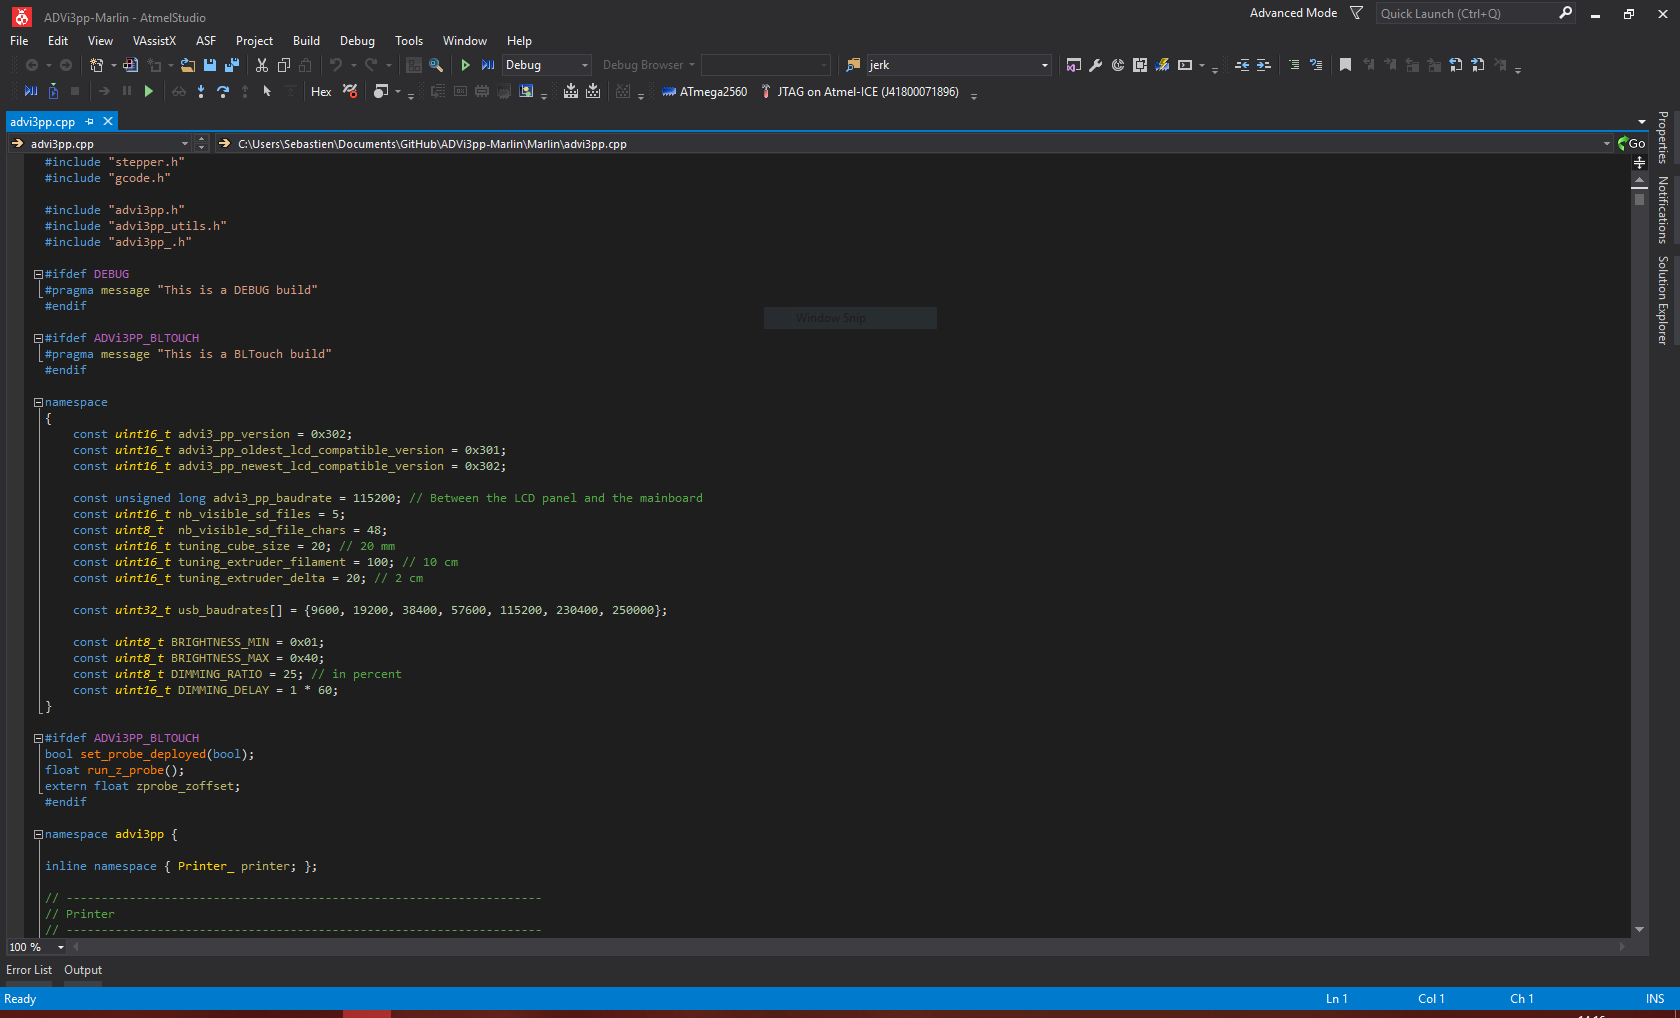 ADVi3pp-Marlin - AtmelStudio
Advanced Mode
Quick Launch (Ctrl+Q)
File Edit View VAssistX ASF Project Build Debug Tools Window Help
Debug Debug Browser jerk
Hex ATmega2560 JTAG on Atmel-ICE (J41800071896)
advi3pp.cpp
advi3pp.cpp C:\Users\Sebastien\Documents\GitHub\ADVi3pp-Marlin\Marlin\advi3pp.cpp Go
#include "stepper.h"
#include "gcode.h"
#include "advi3pp.h"
#include "advi3pp_utils.h"
#include "advi3pp_.h"
#ifdef DEBUG
#pragma message "This is a DEBUG build"
#endif
Window Snip
#ifdef ADVi3PP_BLTOUCH
#pragma message "This is a BLTouch build"
#endif
namespace
{
const uint16_t advi3_pp_version = 0x302;
const uint16_t advi3_pp_oldest_lcd_compatible_version = 0x301;
const uint16_t advi3_pp_newest_lcd_compatible_version = 0x302;
const unsigned long advi3_pp_baudrate = 115200; // Between the LCD panel and the mainboard
const uint16_t nb_visible_sd_files = 5;
const uint8_t  nb_visible_sd_file_chars = 48;
const uint16_t tuning_cube_size = 20; // 20 mm
const uint16_t tuning_extruder_filament = 100; // 10 cm
const uint16_t tuning_extruder_delta = 20; // 2 cm
const uint32_t usb_baudrates[] = {9600, 19200, 38400, 57600, 115200, 230400, 250000};
const uint8_t BRIGHTNESS_MIN = 0x01;
const uint8_t BRIGHTNESS_MAX = 0x40;
const uint8_t DIMMING_RATIO = 25; // in percent
const uint16_t DIMMING_DELAY = 1 * 60;
}
#ifdef ADVi3PP_BLTOUCH
bool set_probe_deployed(bool);
float run_z_probe();
extern float zprobe_zoffset;
#endif
namespace advi3pp {
inline namespace { Printer_ printer; };
// --------------------------------------------------------------------
// Printer
// --------------------------------------------------------------------
100 %
Properties
Notifications
Solution Explorer
Error List Output
Ready Ln 1 Col 1 Ch 1 INS